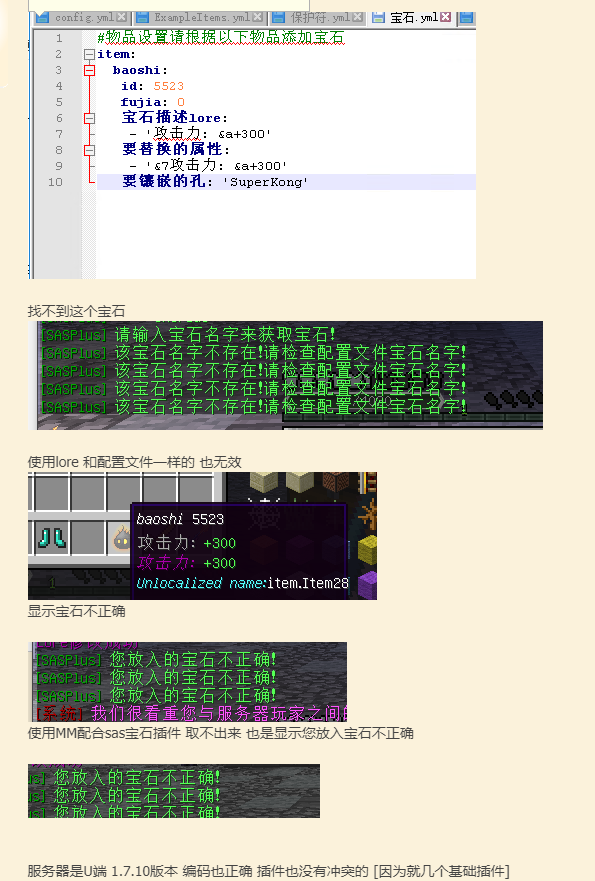 config.yml ExampleItems.yml 保护符.yml 宝石.yml
1 #物品设置请根据以下物品添加宝石
2 item:
3 baoshi:
4 id: 5523
5 fujia: 0
6 宝石描述lore:
7 - '攻击力: &a+300'
8 要替换的属性:
9 - '&7攻击力: &a+300'
10 要镶嵌的孔: 'SuperKong'
找不到这个宝石
[SASPlus] 请输入宝石名字来获取宝石!
[SASPlus] 该宝石名字不存在!请检查配置文件宝石名字!
[SASPlus] 该宝石名字不存在!请检查配置文件宝石名字!
[SASPlus] 该宝石名字不存在!请检查配置文件宝石名字!
[SASPlus] 该宝石名字不存在!请检查配置文件宝石名字!
使用lore 和配置文件一样的 也无效
baoshi 5523
攻击力: +300
攻击力: +300
Unlocalized name:item.Item28
1
显示宝石不正确
[SASPlus] 您放入的宝石不正确!
[SASPlus] 您放入的宝石不正确!
[SASPlus] 您放入的宝石不正确!
[系统] 我们很看重您与服务器玩家之间
使用MM配合sas宝石插件 取不出来 也是显示您放入宝石不正确
us] 您放入的宝石不正确!
us] 您放入的宝石不正确!
us] 您放入的宝石不正确!
服务器是U端 1.7.10版本 编码也正确 插件也没有冲突的 [因为就几个基础插件]